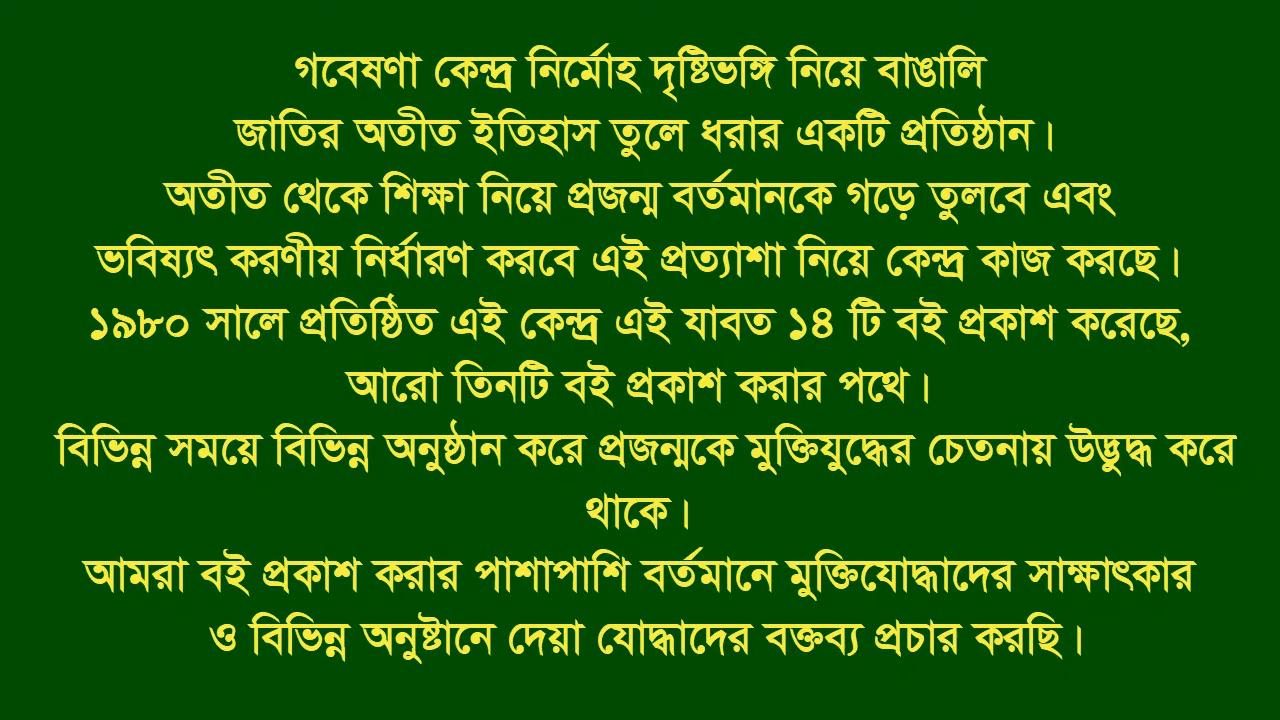 গবেষণা কেন্দ্র নির্মোহ দৃষ্টিভঙ্গি নিয়ে বাঙালি
জাতির অতীত ইতিহাস তুলে ধরার একটি প্রতিষ্ঠান।
অতীত থেকে শিক্ষা নিয়ে প্রজন্ম বর্তমানকে গড়ে তুলবে এবং
ভবিষ্যৎ করণীয় নির্ধারণ করবে এই প্রত্যাশা নিয়ে কেন্দ্র কাজ করছে।
১৯৮০ সালে প্রতিষ্ঠিত এই কেন্দ্র এই যাবত ১৪ টি বই প্রকাশ করেছে,
আরো তিনটি বই প্রকাশ করার পথে।
বিভিন্ন সময়ে বিভিন্ন অনুষ্ঠান করে প্রজন্মকে মুক্তিযুদ্ধের চেতনায় উদ্ভুদ্ধ করে
থাকে।
আমরা বই প্রকাশ করার পাশাপাশি বর্তমানে মুক্তিযোদ্ধাদের সাক্ষাৎকার
ও বিভিন্ন অনুষ্টানে দেয়া যোদ্ধাদের বক্তব্য প্রচার করছি।